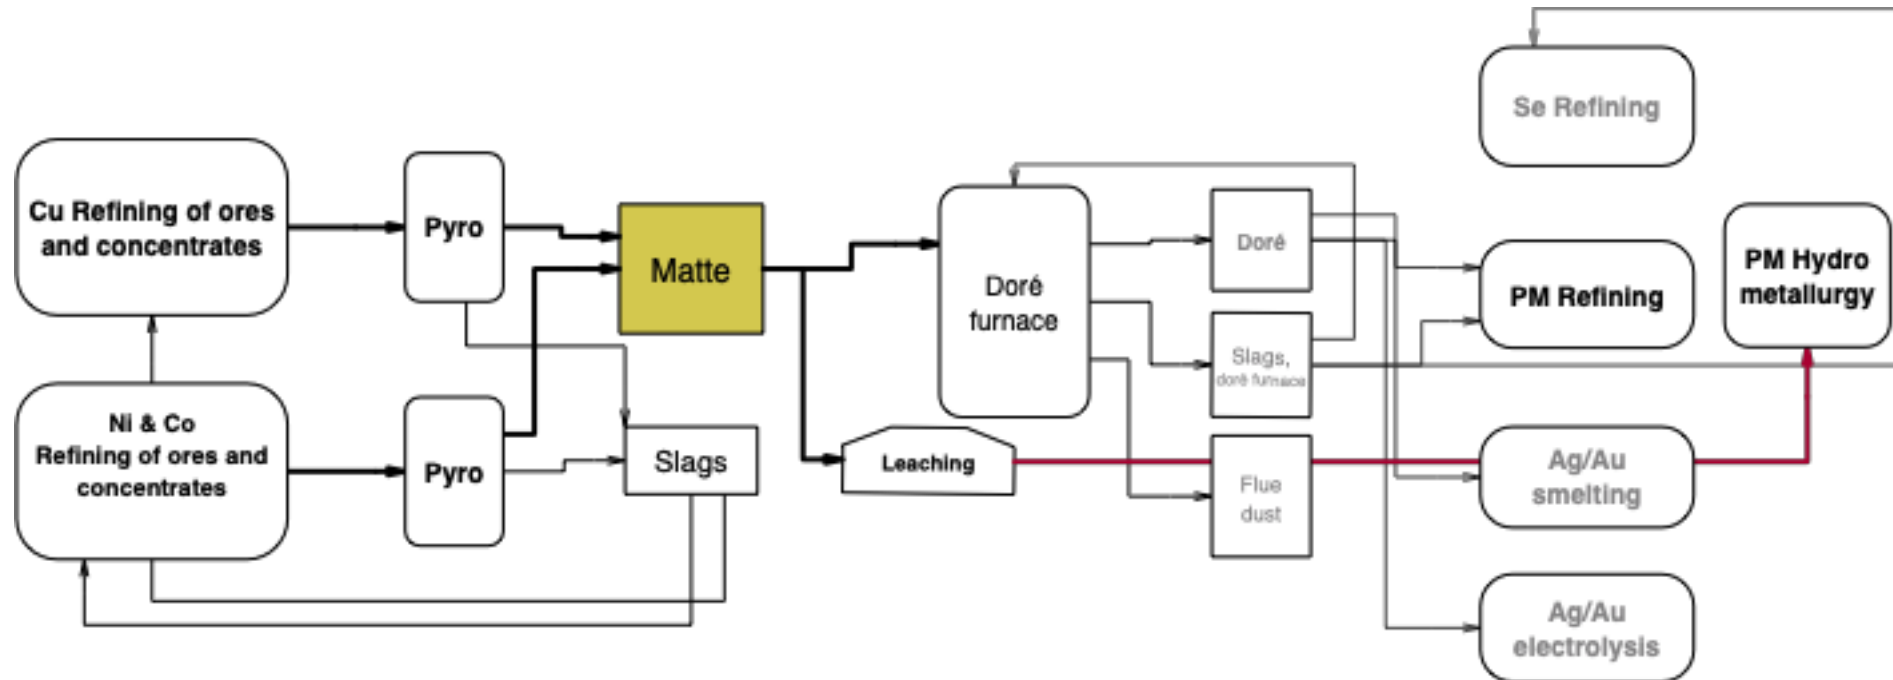 Cu Refining of ores
and concentrates
Pyro
Matte
Ni & Co
Refining of ores and
concentrates
Pyro
Slags
Doré
furnace
Leaching
Doré
Slags,
doré furnace
Flue
dust
Se Refining
PM Refining
PM Hydro
metallurgy
Ag/Au
smelting
Ag/Au
electrolysis